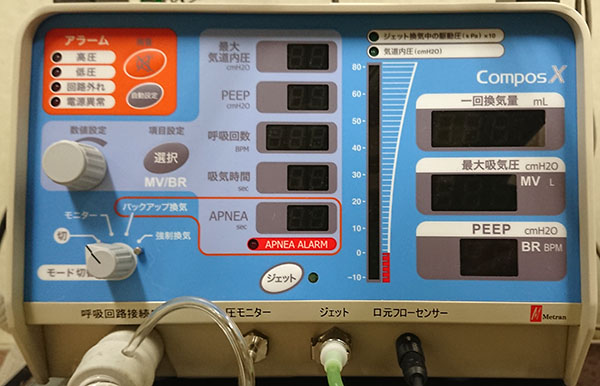 アラーム
消音
高圧
低圧
回路外れ
電源異常
自動設定
数値設定
項目設定
選択
MV/BR
バックアップ換気
モニター
切
強制換気
モード切
最大
気道内圧
cmH2O
PEEP
cmH2O
呼吸回数
BPM
吸気時間
sec
APNEA
sec
APNEA ALARM
ジェット
ジェット換気中の駆動圧(kPa)×10
気道内圧(cmH2O)
80
70
60
50
40
30
20
10
0
-10
Compos X
一回換気量 mL
最大吸気圧 cmH2O
MV L
PEEP cmH2O
BR BPM
呼吸回路接続
圧モニター
ジェット
口元フローセンサー
Metran